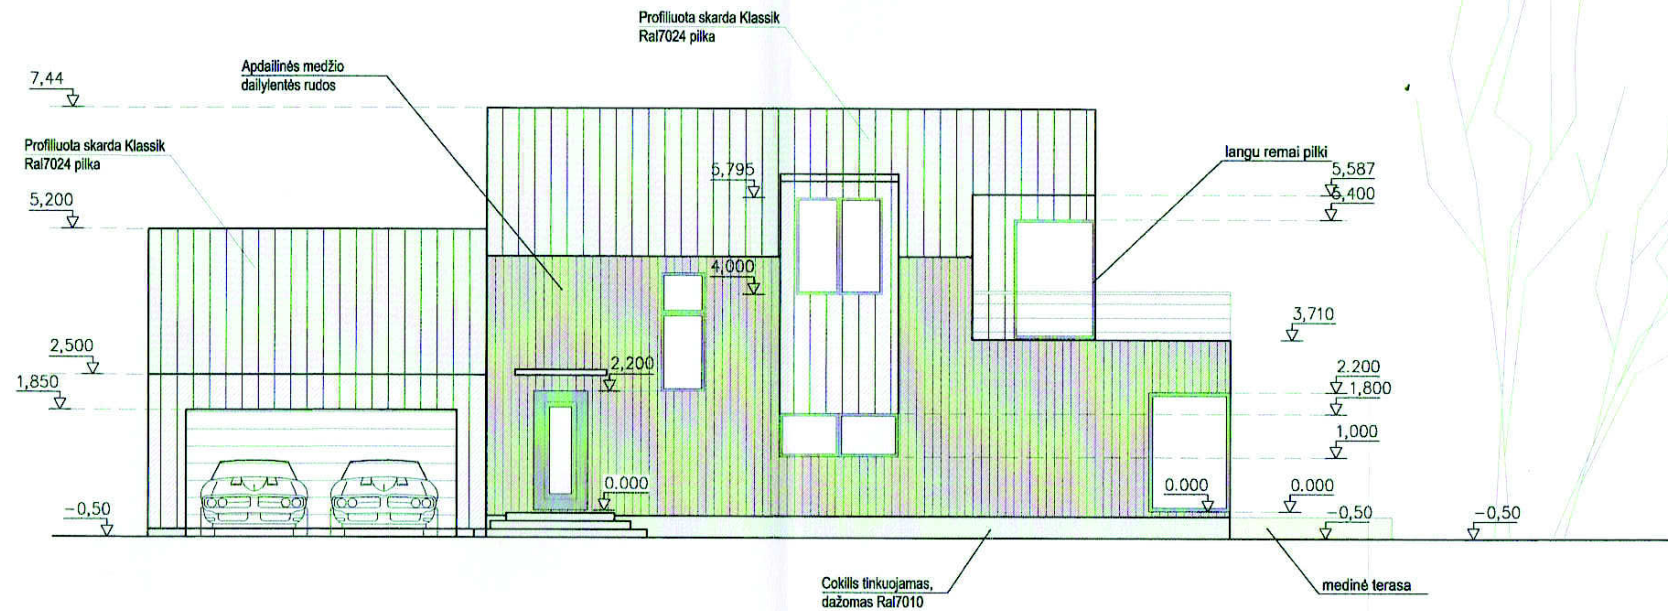 Profiliuota skarda Klassik
Ral7024 pilka
Apdailinės medžio
dailylentės rudos
7,44
Profiliuota skarda Klassik
Ral7024 pilka
langu remai pilki
5,795
5,587
5,400
5,200
4,000
3,710
2,500
2,200
2.200
1,850
1,800
1,000
0.000
0.000
0.000
−0,50
−0,50
−0,50
Cokilis tinkuojamas,
dažomas Ral7010
medinė terasa